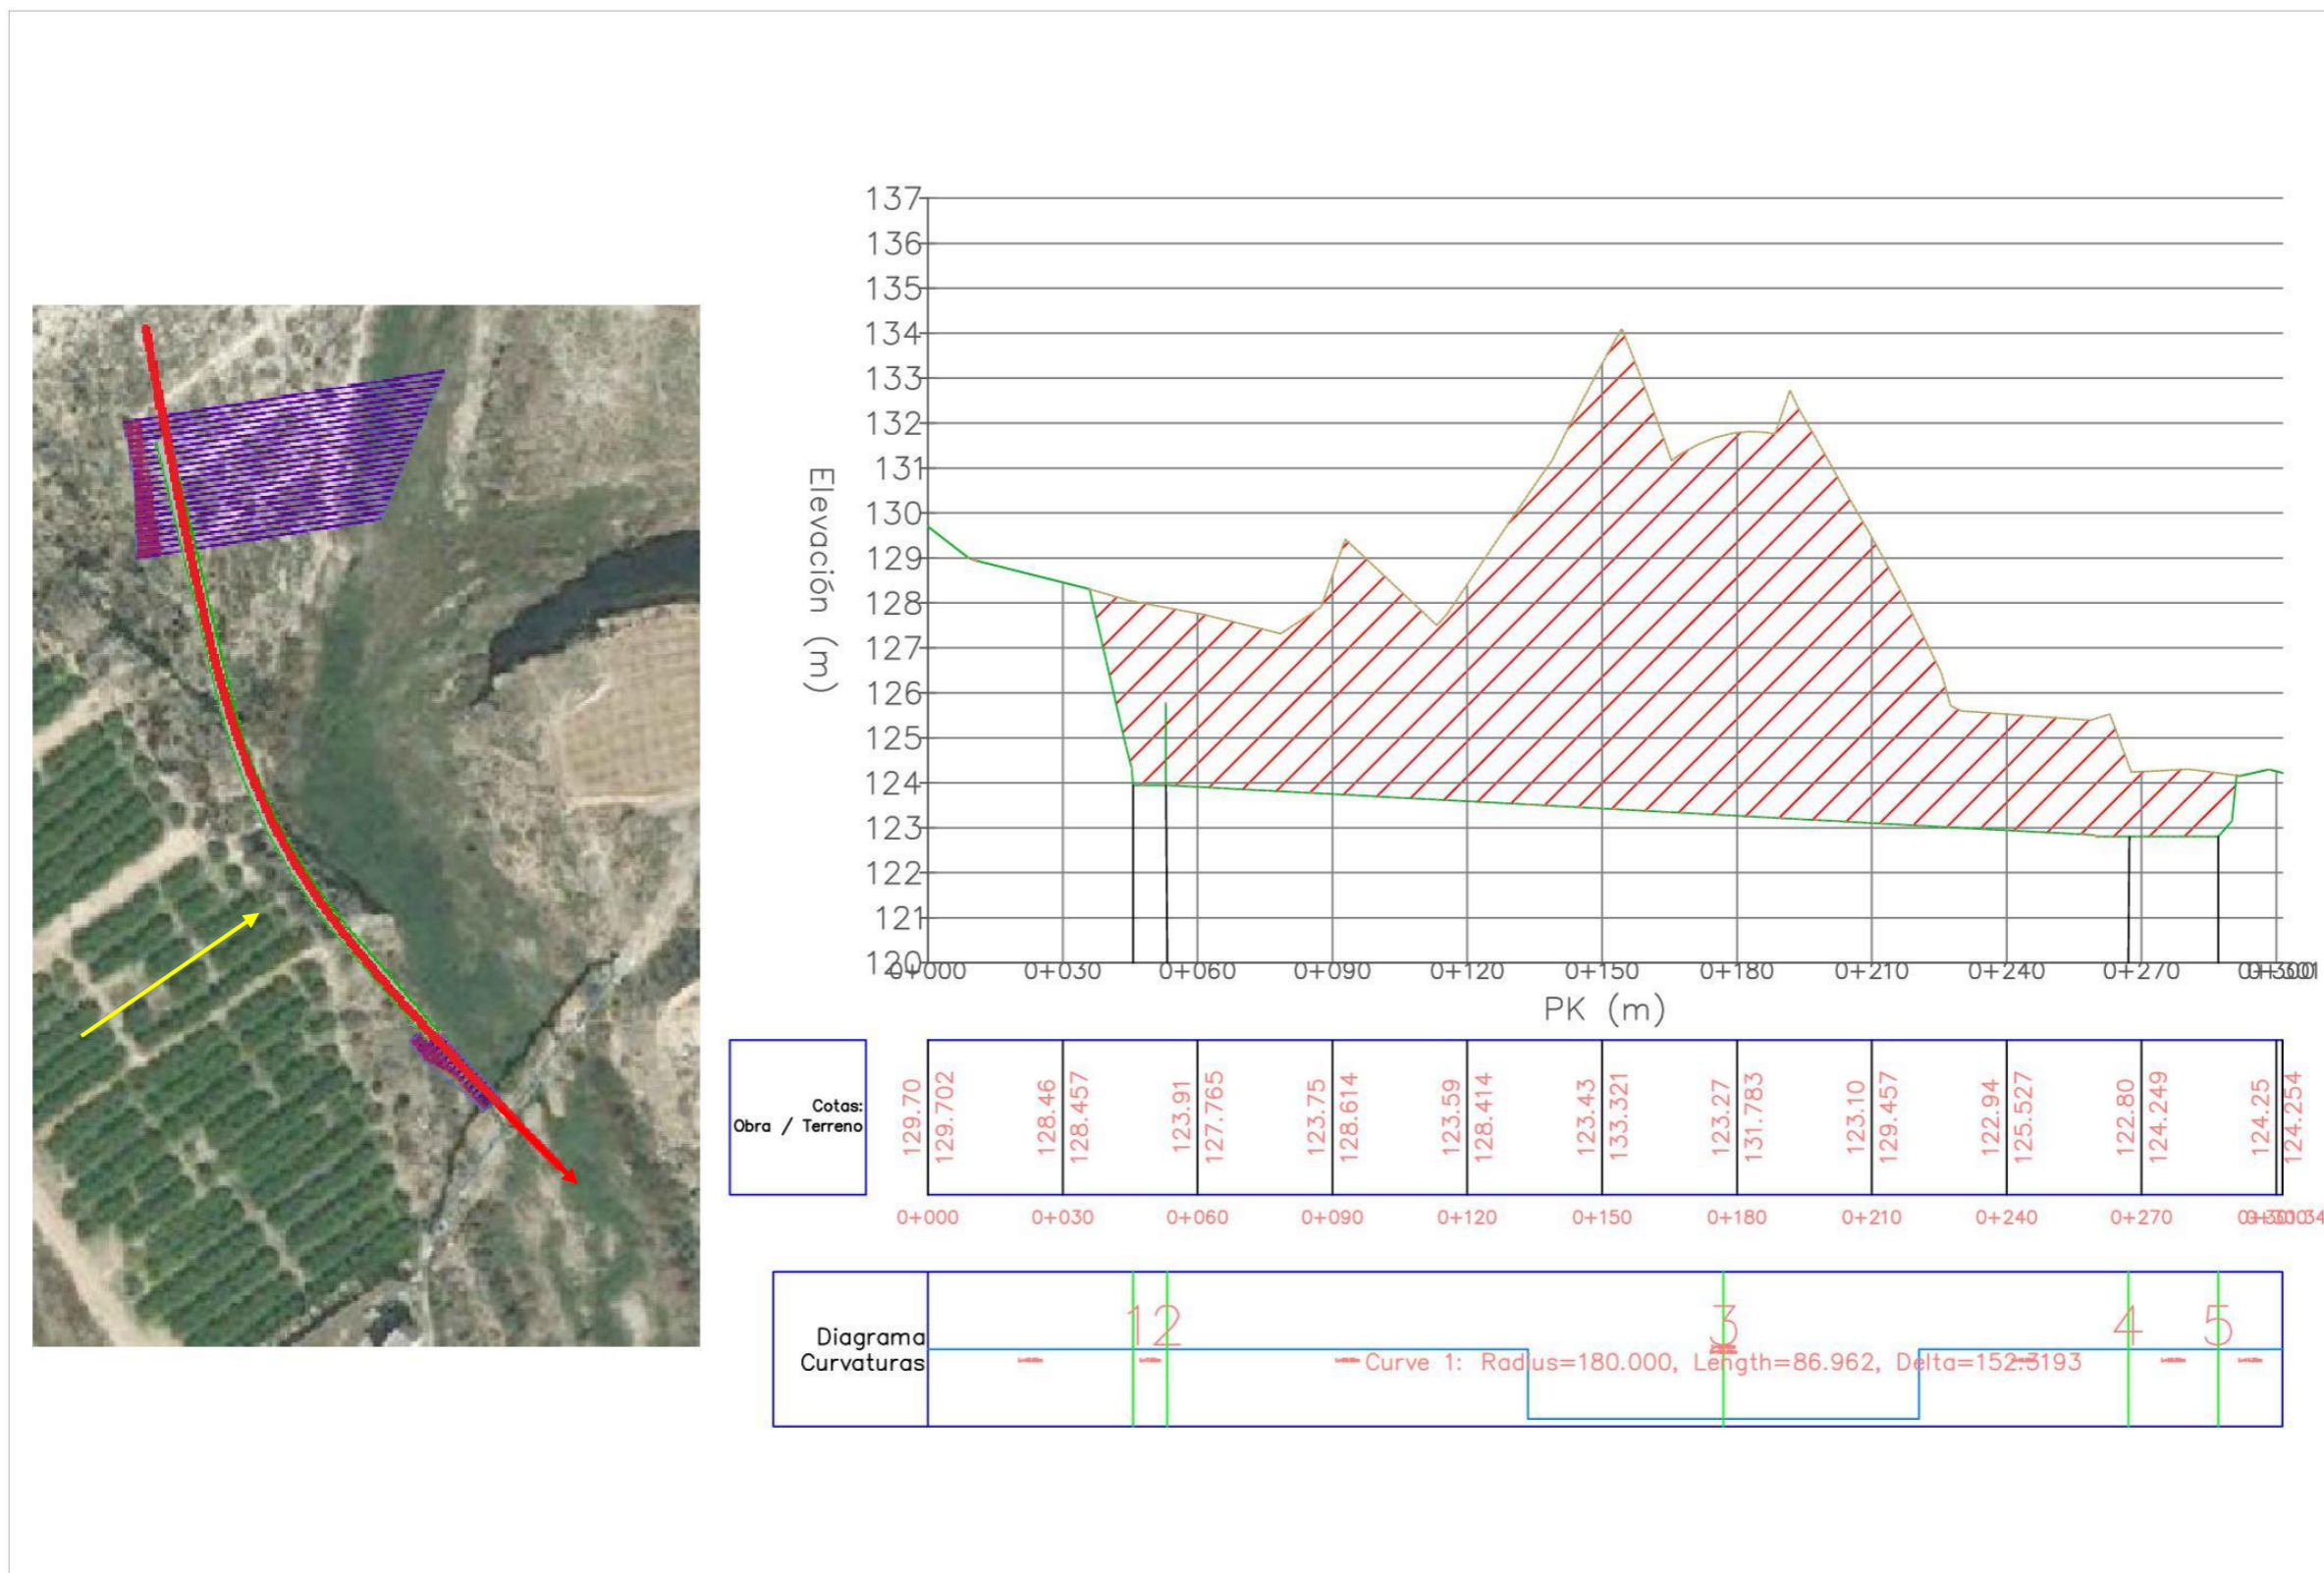 137
136
135
134
133
132
131
130
129
128
127
126
125
124
123
122
121
120
Elevación (m)
0+000 0+030 0+060 0+090 0+120 0+150 0+180 0+210 0+240 0+270
PK (m)
Cotas:
Obra / Terreno
129.70 129.702 128.46 128.457 123.91 127.765 123.75 128.614 123.59 128.414 123.43 133.321 123.27 131.783 123.10 129.457 122.94 125.527 122.80 124.249 124.25 124.254
0+000 0+030 0+060 0+090 0+120 0+150 0+180 0+210 0+240 0+270
1 2 3 4 5
Diagrama
Curvaturas
Curve 1: Radius=180.000, Length=86.962, Delta=152.3193